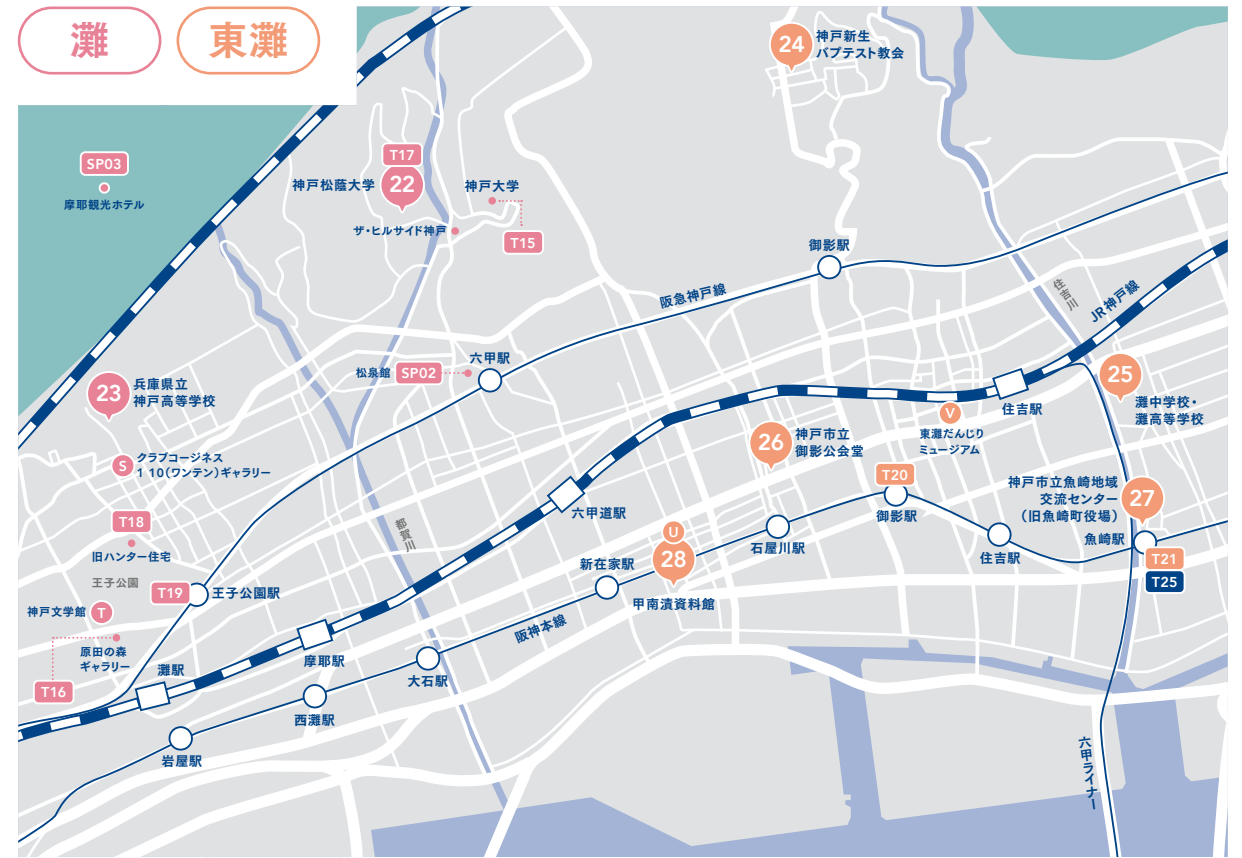 灘
東灘
24
神戸新生
バプテスト教会
SP03
摩耶観光ホテル
T17
22
神戸松蔭大学
神戸大学
ザ・ヒルサイド神戸
T15
御影駅
阪急神戸線
住吉川
JR神戸線
六甲駅
松泉館
SP02
23
兵庫県立
神戸高等学校
25
灘中学校・
灘高等学校
住吉駅
V
東灘だんじり
ミュージアム
26
神戸市立
御影公会堂
S
クラブコージネス
1 10(ワンテン)ギャラリー
T20
御影駅
神戸市立魚崎地域
交流センター
(旧魚崎町役場)
27
魚崎駅
T21
T25
六甲道駅
都賀川
T18
旧ハンター住宅
U
28
石屋川駅
住吉駅
新在家駅
甲南漬資料館
王子公園
T19
王子公園駅
神戸文学館
T
原田の森
ギャラリー
T16
灘駅
摩耶駅
阪神本線
大石駅
西灘駅
岩屋駅
六甲ライナー